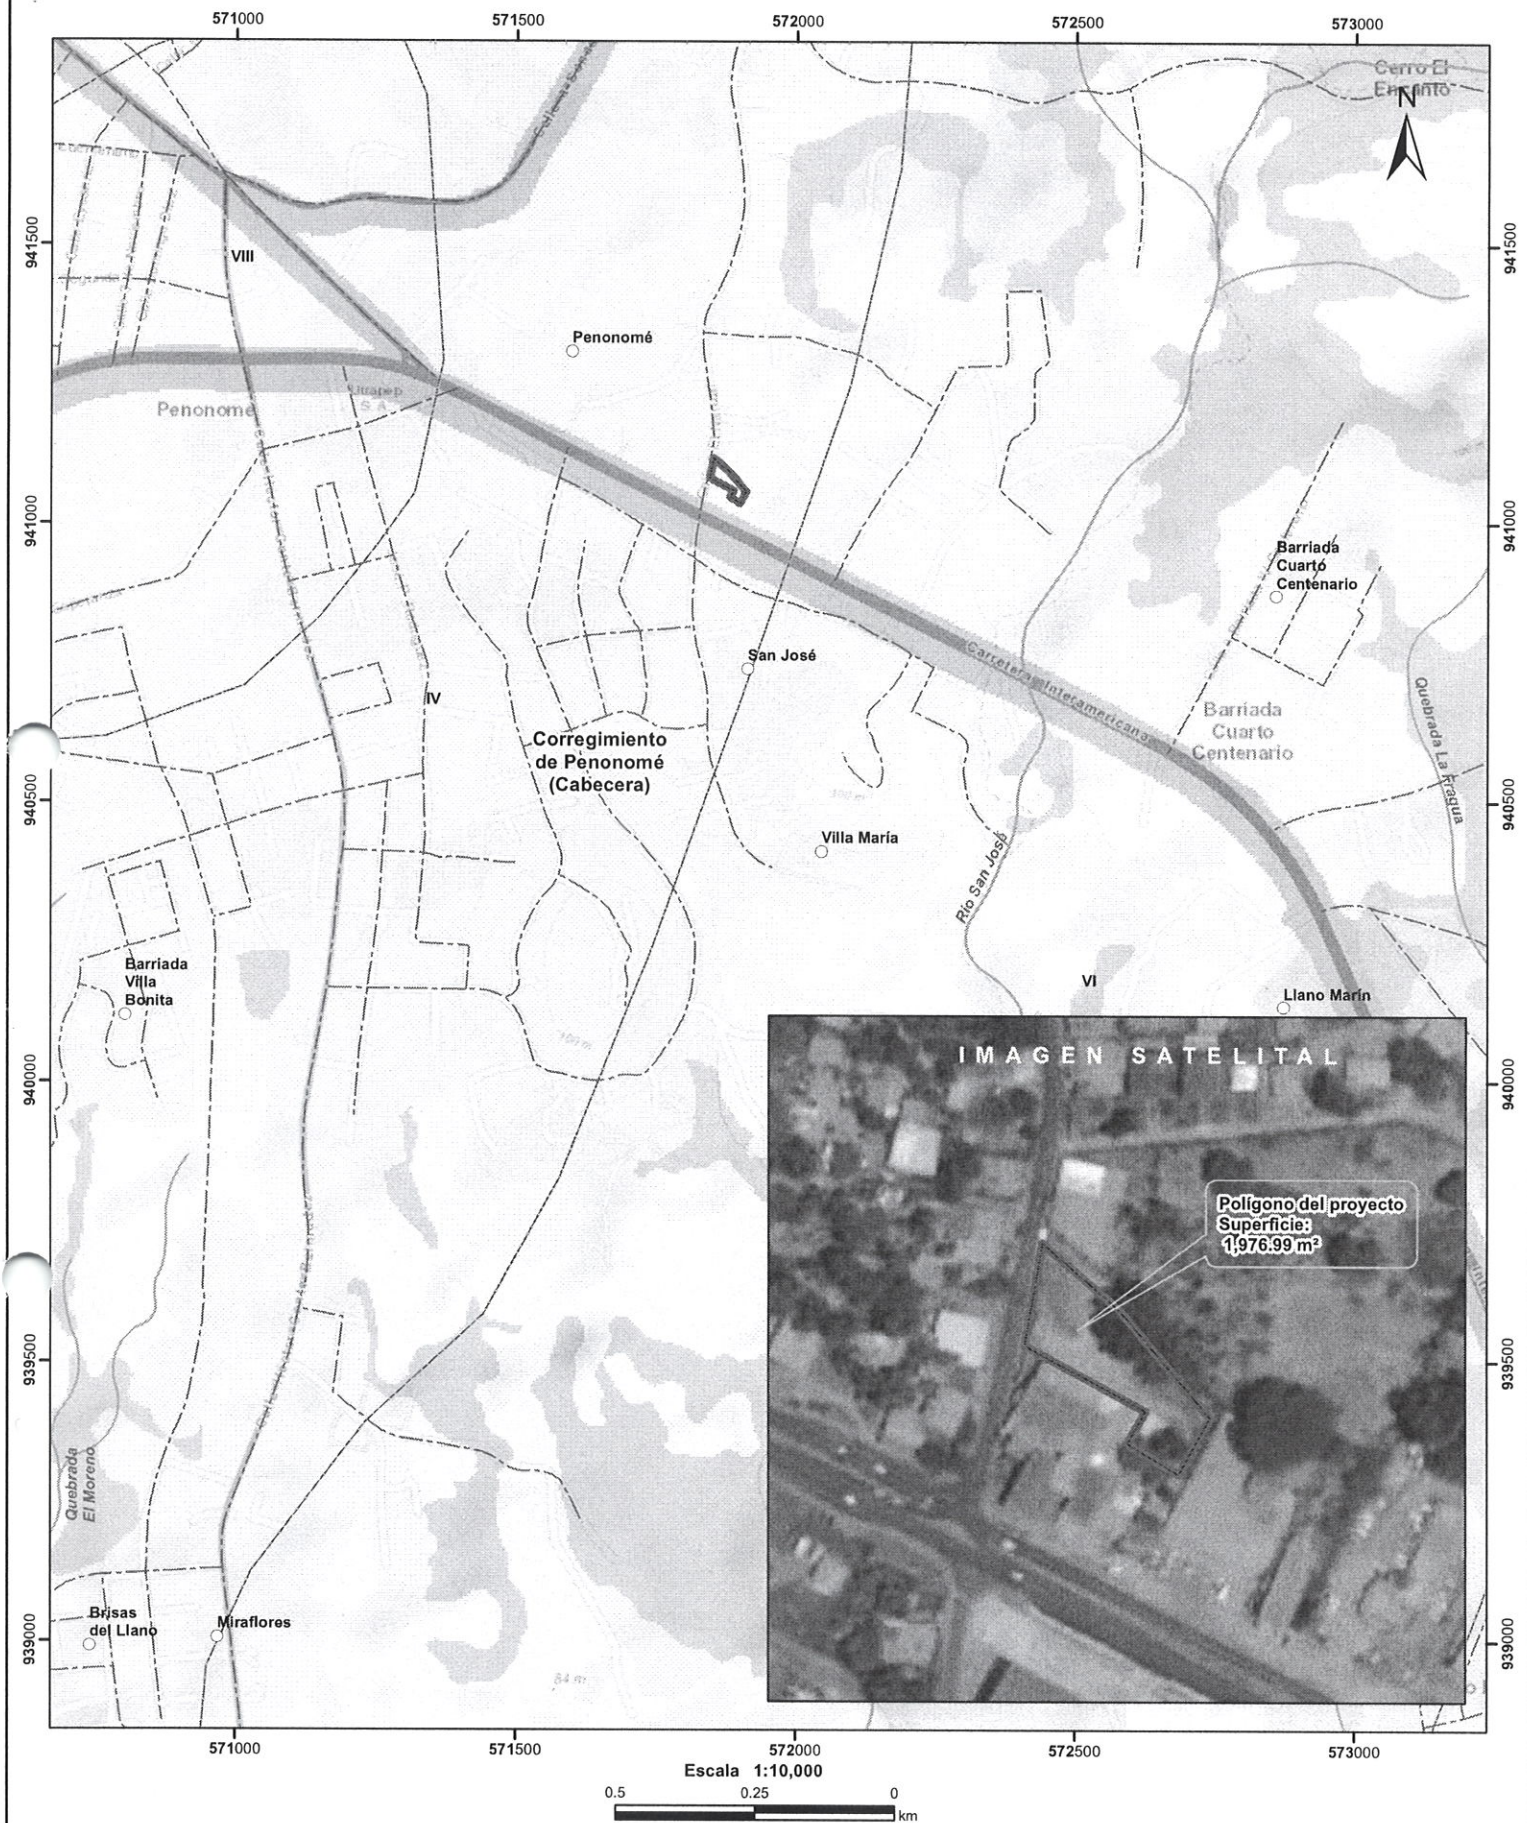 571000
571500
572000
572500
573000
Cerro El
Encanto
N
941500
941500
VIII
Penonomé
Penonomé
S.A.
941000
941000
Barriada
Cuarto
Centenario
San José
Carretera Interamericana
IV
Corregimiento
de Penonomé
(Cabecera)
Barriada
Cuarto
Centenario
Quebrada La Fragua
940500
940500
300 m
Villa María
Río San José
Barriada
Villa
Bonita
VI
Llano Marín
100 m
940000
940000
IMAGEN SATELITAL
Polígono del proyecto
Superficie:
1,976.99 m²
939500
939500
Quebrada
El Moreno
Brisas
del Llano
Miraflores
939000
939000
84 m
571000
571500
572000
572500
573000
Escala 1:10,000
0.5
0.25
0
km